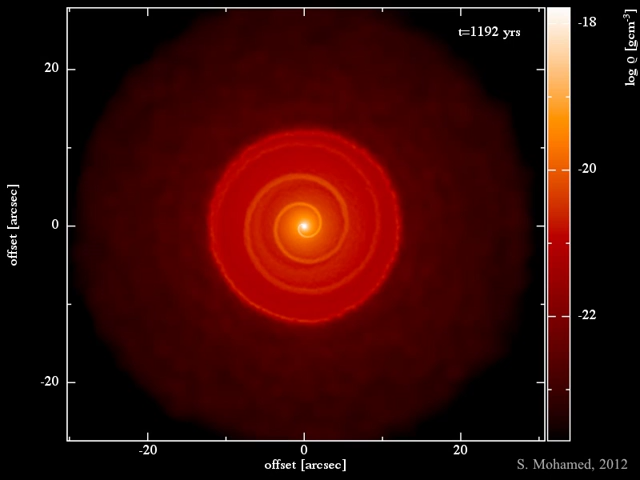 t=1192 yrs
log ϱ [gcm⁻³]
-18
-20
-22
20
0
-20
offset [arcsec]
-20
0
20
offset [arcsec]
S. Mohamed, 2012